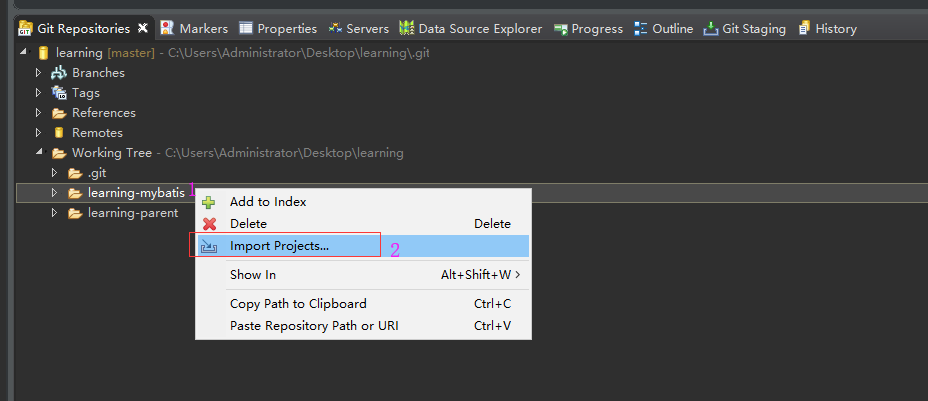 Git Repositories Markers Properties Servers Data Source Explorer Progress Outline Git Staging History
learning [master] - C:\Users\Administrator\Desktop\learning\.git
Branches
Tags
References
Remotes
Working Tree - C:\Users\Administrator\Desktop\learning
.git
learning-mybatis 1
learning-parent
Add to Index
Delete Delete
Import Projects... 2
Show In Alt+Shift+W
Copy Path to Clipboard Ctrl+C
Paste Repository Path or URI Ctrl+V